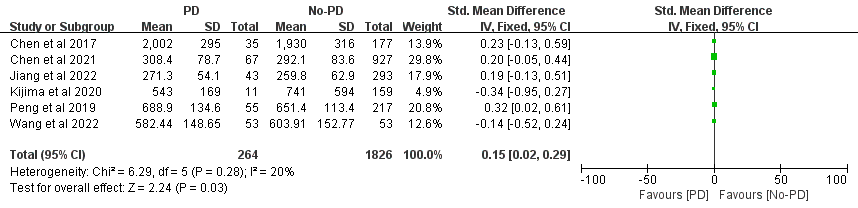 PD No-PD Std. Mean Difference Std. Mean Difference
Study or Subgroup Mean SD Total Mean SD Total Weight IV, Fixed, 95% CI IV, Fixed, 95% CI
Chen et al 2017 2,002 295 35 1,930 316 177 13.9% 0.23 [-0.13, 0.59]
Chen et al 2021 308.4 78.7 67 292.1 83.6 927 29.8% 0.20 [-0.05, 0.44]
Jiang et al 2022 271.3 54.1 43 259.8 62.9 293 17.9% 0.19 [-0.13, 0.51]
Kijima et al 2020 543 169 11 741 594 159 4.9% -0.34 [-0.95, 0.27]
Peng et al 2019 688.9 134.6 55 651.4 113.4 217 20.8% 0.32 [0.02, 0.61]
Wang et al 2022 582.44 148.65 53 603.91 152.77 53 12.6% -0.14 [-0.52, 0.24]
Total (95% CI) 264 1826 100.0% 0.15 [0.02, 0.29]
Heterogeneity: Chi² = 6.29, df = 5 (P = 0.28); I² = 20%
Test for overall effect: Z = 2.24 (P = 0.03)
-100 -50 0 50 100
Favours [PD] Favours [No-PD]